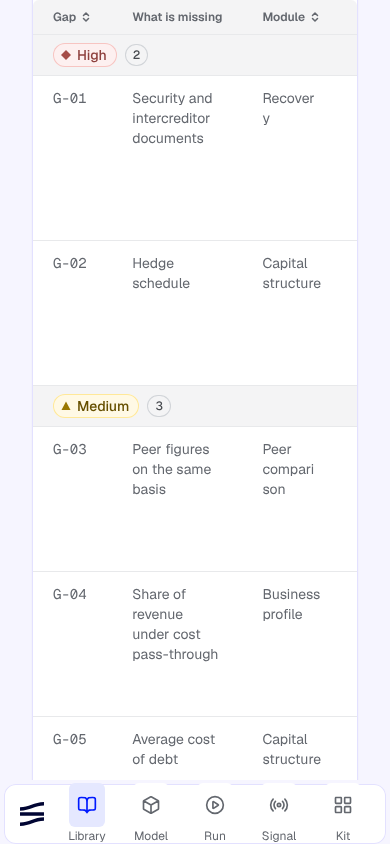 Gap What is missing Module
High 2
G-01 Security and Recover
intercreditor y
documents
G-02 Hedge Capital
schedule structure
Medium 3
G-03 Peer figures Peer
on the same compari
basis son
G-04 Share of Business
revenue profile
under cost
pass-through
G-05 Average cost Capital
of debt structure
Library Model Run Signal Kit